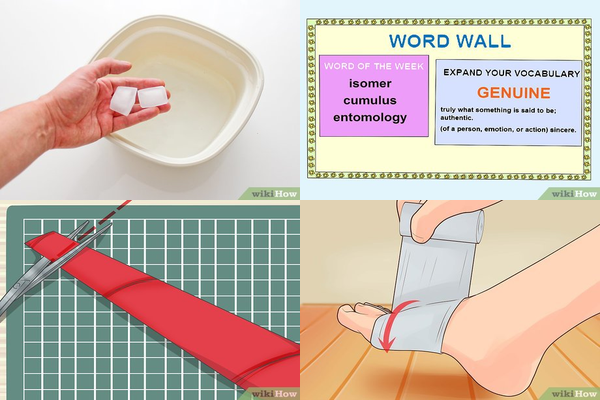 wikiHow
WORD WALL
WORD OF THE WEEK
isomer
cumulus
entomology
EXPAND YOUR VOCABULARY
GENUINE
truly what something is said to be;
authentic.
(of a person, emotion, or action) sincere.
wikiHow
wikiHow
wikiHow